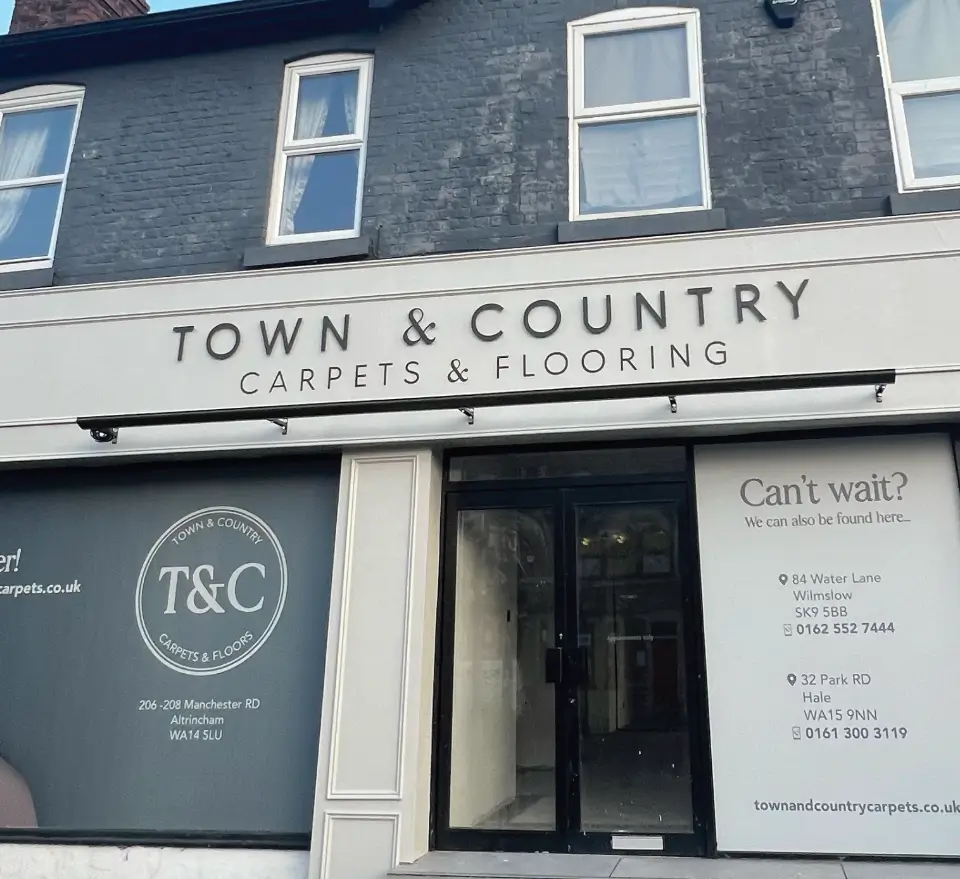 TOWN & COUNTRY
CARPETS & FLOORING
er!
carpets.co.uk
TOWN & COUNTRY
T&C
CARPETS & FLOORS
206 -208 Manchester RD
Altrincham
WA14 5LU
Can't wait?
We can also be found here...
84 Water Lane
Wilmslow
SK9 5BB
0162 552 7444
32 Park RD
Hale
WA15 9NN
0161 300 3119
townandcountrycarpets.co.uk